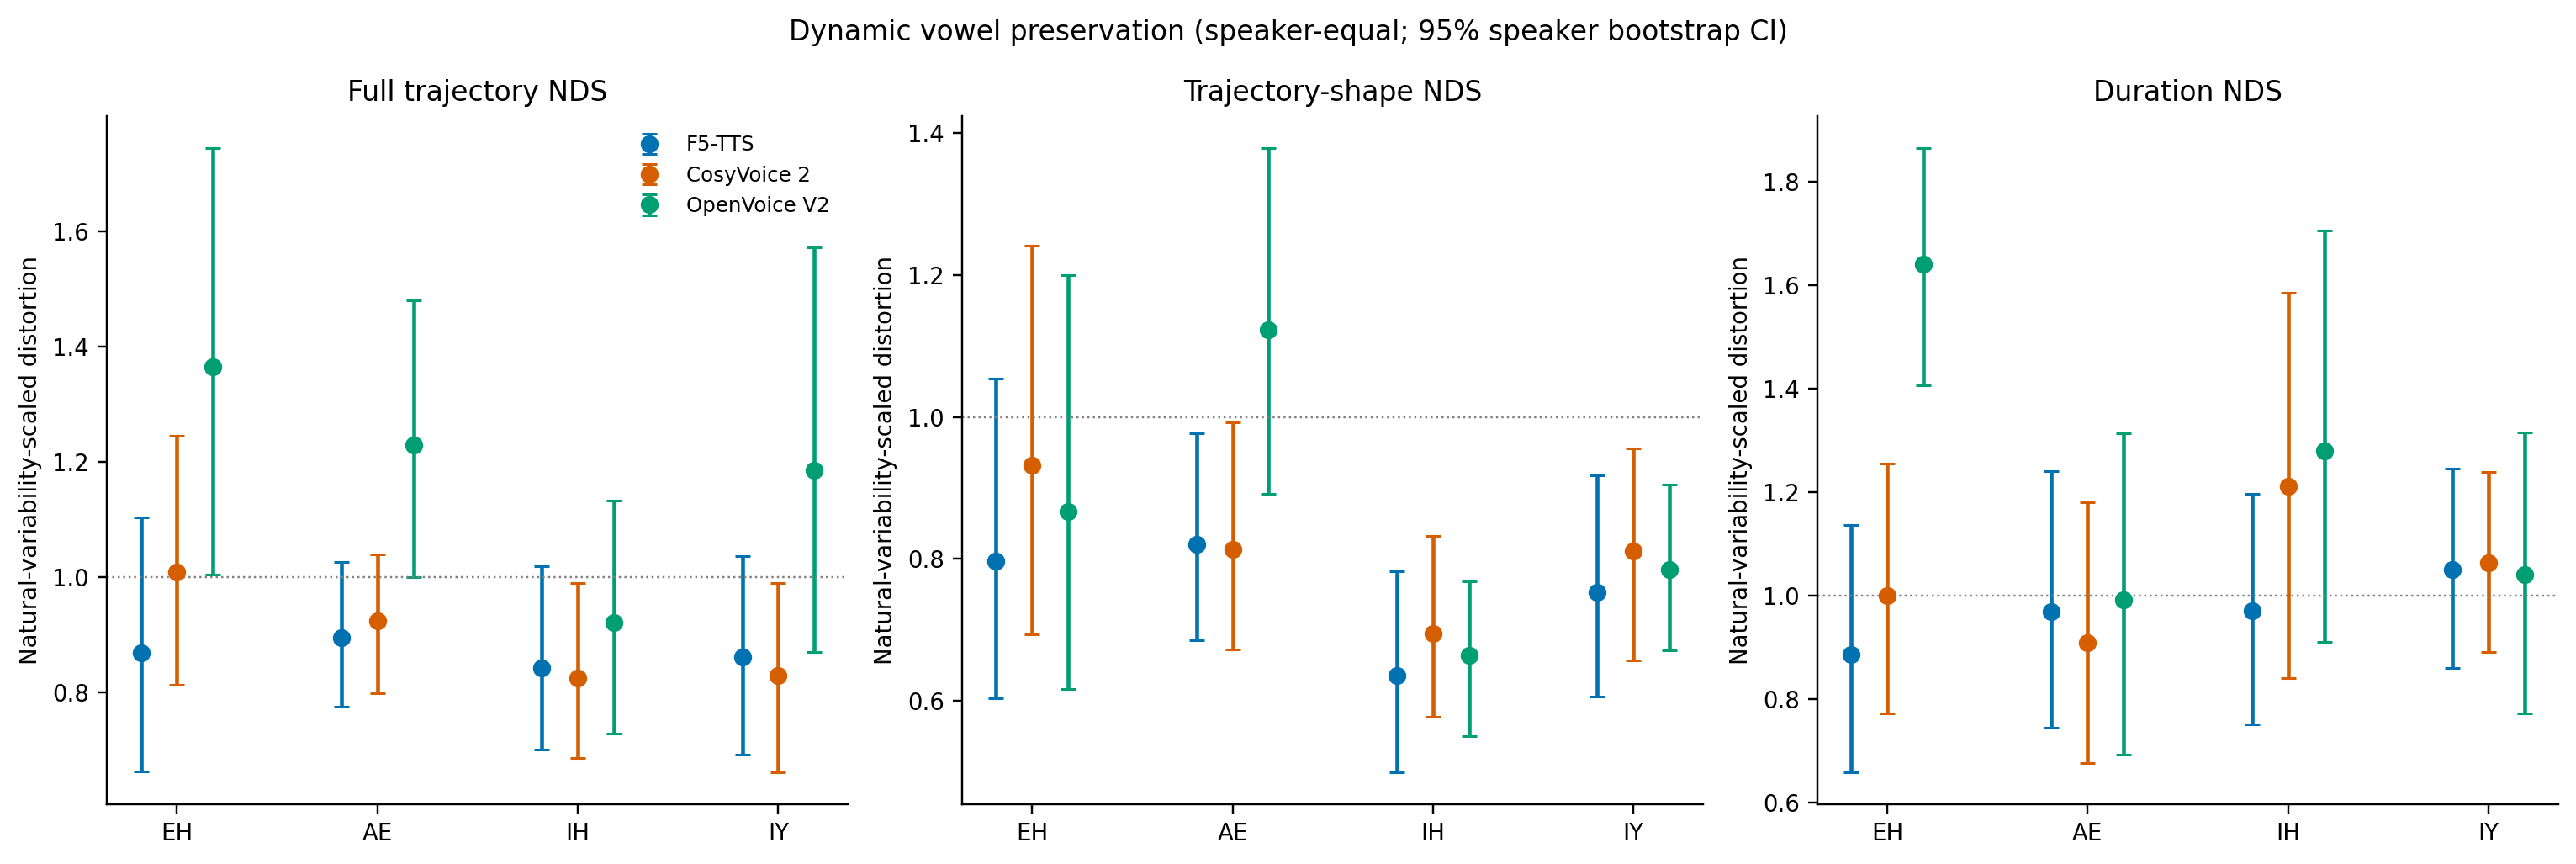 Dynamic vowel preservation (speaker-equal; 95% speaker bootstrap CI)
Full trajectory NDS
Natural-variability-scaled distortion
1.6
1.4
1.2
1.0
0.8
EH AE IH IY
F5-TTS
CosyVoice 2
OpenVoice V2
Trajectory-shape NDS
Natural-variability-scaled distortion
1.4
1.2
1.0
0.8
0.6
EH AE IH IY
Duration NDS
Natural-variability-scaled distortion
1.8
1.6
1.4
1.2
1.0
0.8
0.6
EH AE IH IY